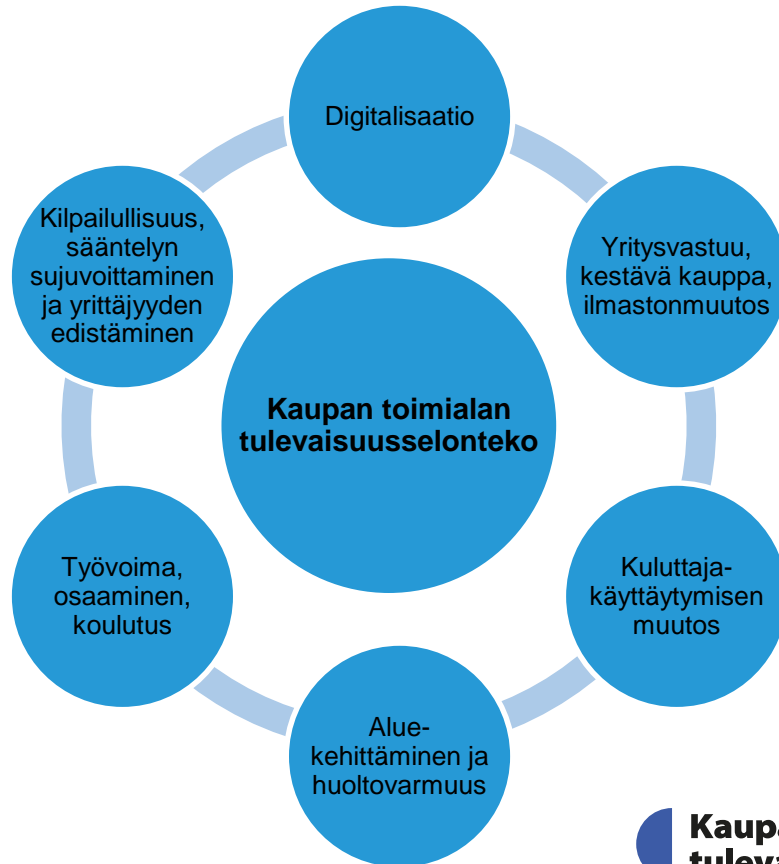 Digitalisaatio
Kilpailullisuus,
sääntelyn
sujuvoittaminen
ja yrittäjyyden
edistäminen
Yritysvastuu,
kestävä kauppa,
ilmastonmuutos
Kaupan toimialan
tulevaisuusselonteko
Työvoima,
osaaminen,
koulutus
Kuluttaja-
käyttäytymisen
muutos
Alue-
kehittäminen ja
huoltovarmuus